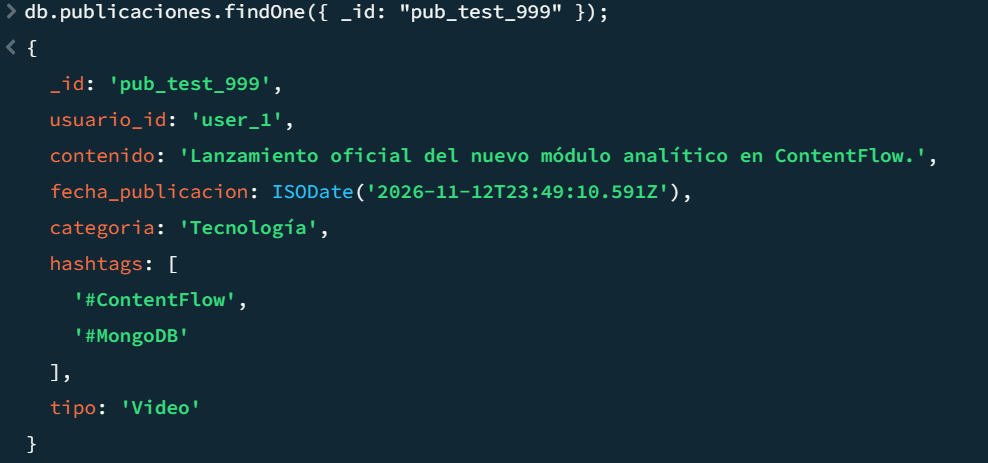 > db.publicaciones.findOne({ _id: "pub_test_999" });
< {
_id: 'pub_test_999',
usuario_id: 'user_1',
contenido: 'Lanzamiento oficial del nuevo módulo analítico en ContentFlow.',
fecha_publicacion: ISODate('2026-11-12T23:49:10.591Z'),
categoria: 'Tecnología',
hashtags: [
'#ContentFlow',
'#MongoDB'
],
tipo: 'Video'
}